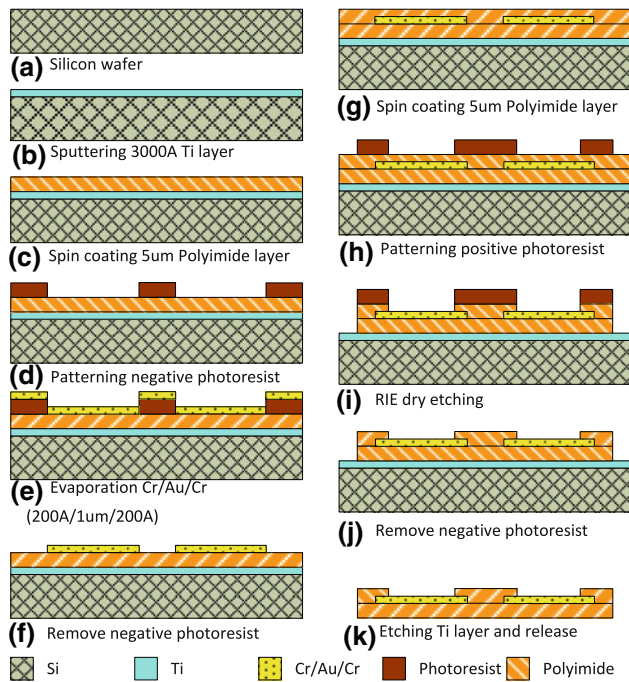 (a) Silicon wafer
(b) Sputtering 3000A Ti layer
(c) Spin coating 5um Polyimide layer
(d) Patterning negative photoresist
(e) Evaporation Cr/Au/Cr
(200A/1um/200A)
(f) Remove negative photoresist
(g) Spin coating 5um Polyimide layer
(h) Patterning positive photoresist
(i) RIE dry etching
(j) Remove negative photoresist
(k) Etching Ti layer and release
Si Ti Cr/Au/Cr Photoresist Polyimide